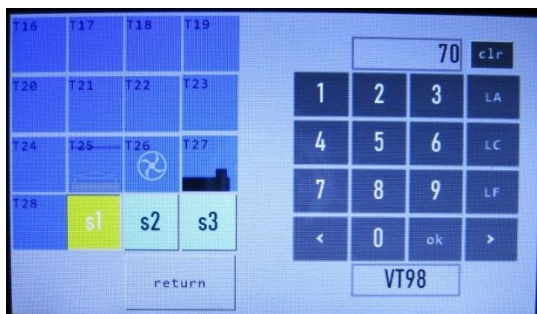 T16 T17 T18 T19
70 clr
T20 T21 T22 T23
1 2 3 LA
T24 T25 T26 T27
4 5 6 LC
7 8 9 LF
T28 s1 s2 s3
< 0 ok >
return
VT98